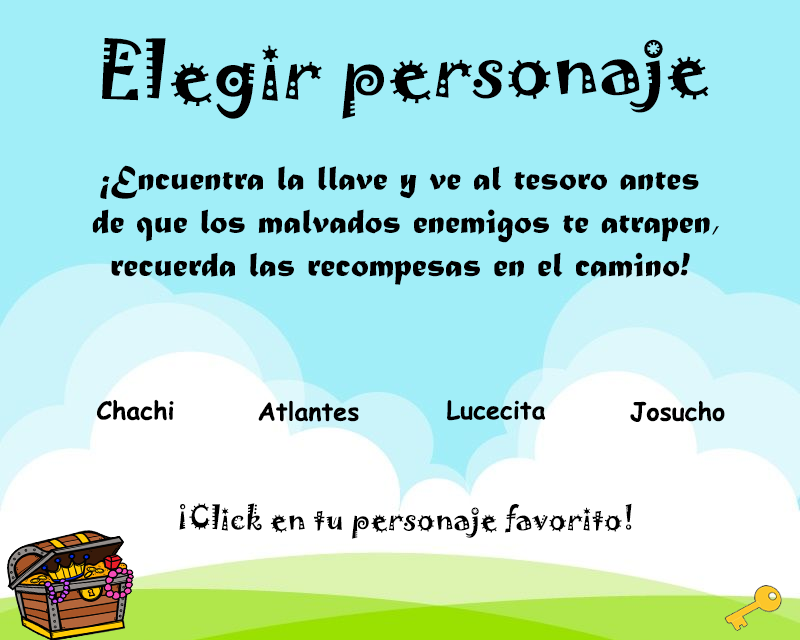 Elegir personaje
¡Encuentra la llave y ve al tesoro antes
de que los malvados enemigos te atrapen,
recuerda las recompesas en el camino!
Chachi Atlantes Lucecita Josucho
¡Click en tu personaje favorito!